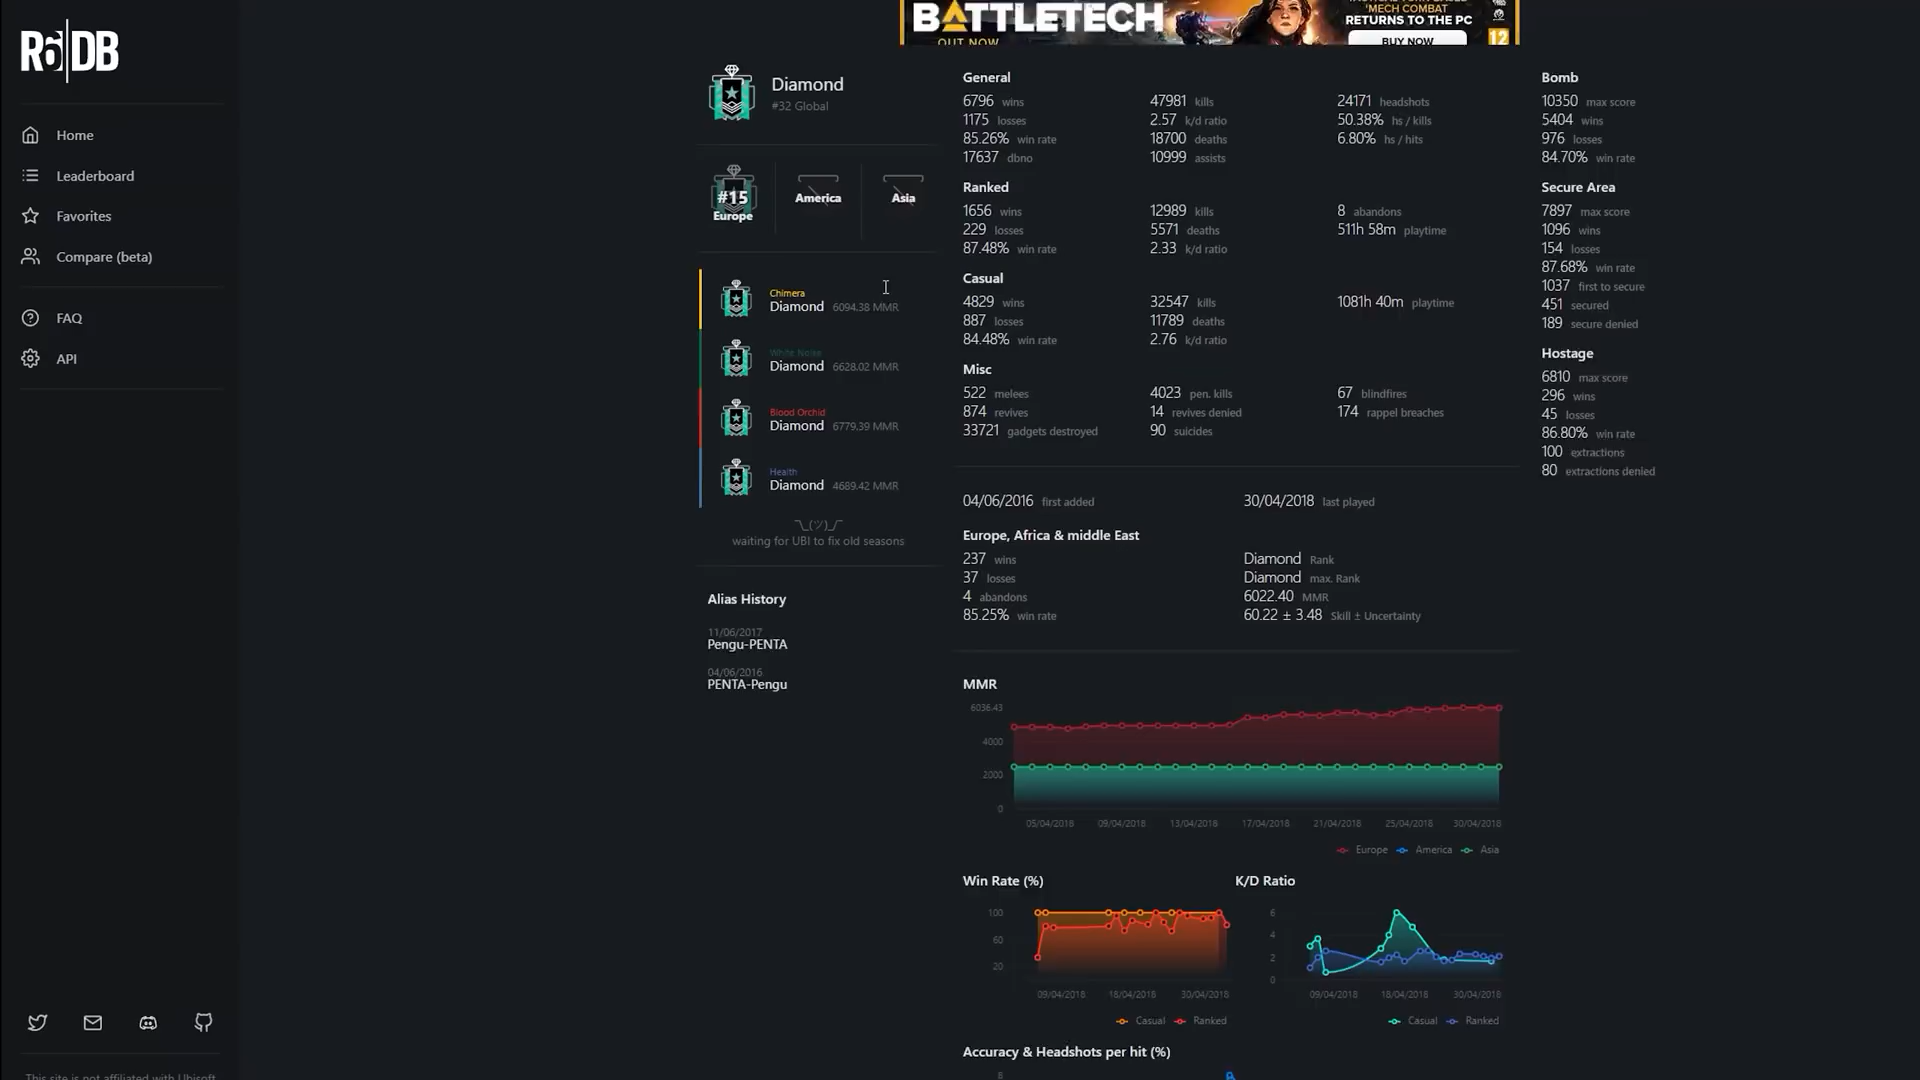 R6DB
Home
Leaderboard
Favorites
Compare (beta)
FAQ
API
This site is not affiliated with Ubisoft
BATTLETECH
OUT NOW
'MECH COMBAT
RETURNS TO THE PC
BUY NOW
12
Diamond
#32 Global
#15
Europe
America
Asia
Chimera
Diamond 6094.38 MMR
White Noise
Diamond 6628.02 MMR
Blood Orchid
Diamond 6779.39 MMR
Health
Diamond 4689.42 MMR
¯\_(ツ)_/¯
waiting for UBI to fix old seasons
Alias History
11/06/2017
Pengu-PENTA
04/06/2016
PENTA-Pengu
General
6796 wins 47981 kills 24171 headshots
1175 losses 2.57 k/d ratio 50.38% hs / kills
85.26% win rate 18700 deaths 6.80% hs / hits
17637 dbno 10999 assists
Ranked
1656 wins 12989 kills 8 abandons
229 losses 5571 deaths 511h 58m playtime
87.48% win rate 2.33 k/d ratio
Casual
4829 wins 32547 kills 1081h 40m playtime
887 losses 11789 deaths
84.48% win rate 2.76 k/d ratio
Misc
522 melees 4023 pen. kills 67 blindfires
874 revives 14 revives denied 174 rappel breaches
33721 gadgets destroyed 90 suicides
04/06/2016 first added 30/04/2018 last played
Europe, Africa & middle East
237 wins Diamond Rank
37 losses Diamond max. Rank
4 abandons 6022.40 MMR
85.25% win rate 60.22 ± 3.48 Skill ± Uncertainty
MMR
6036.43
4000
2000
0
05/04/2018 09/04/2018 13/04/2018 17/04/2018 21/04/2018 25/04/2018 30/04/2018
Europe America Asia
Win Rate (%)
100
60
20
09/04/2018 18/04/2018 30/04/2018
Casual Ranked
K/D Ratio
6
4
2
0
09/04/2018 18/04/2018 30/04/2018
Casual Ranked
Accuracy & Headshots per hit (%)
8
Bomb
10350 max score
5404 wins
976 losses
84.70% win rate
Secure Area
7897 max score
1096 wins
154 losses
87.68% win rate
1037 first to secure
451 secured
189 secure denied
Hostage
6810 max score
296 wins
45 losses
86.80% win rate
100 extractions
80 extractions denied